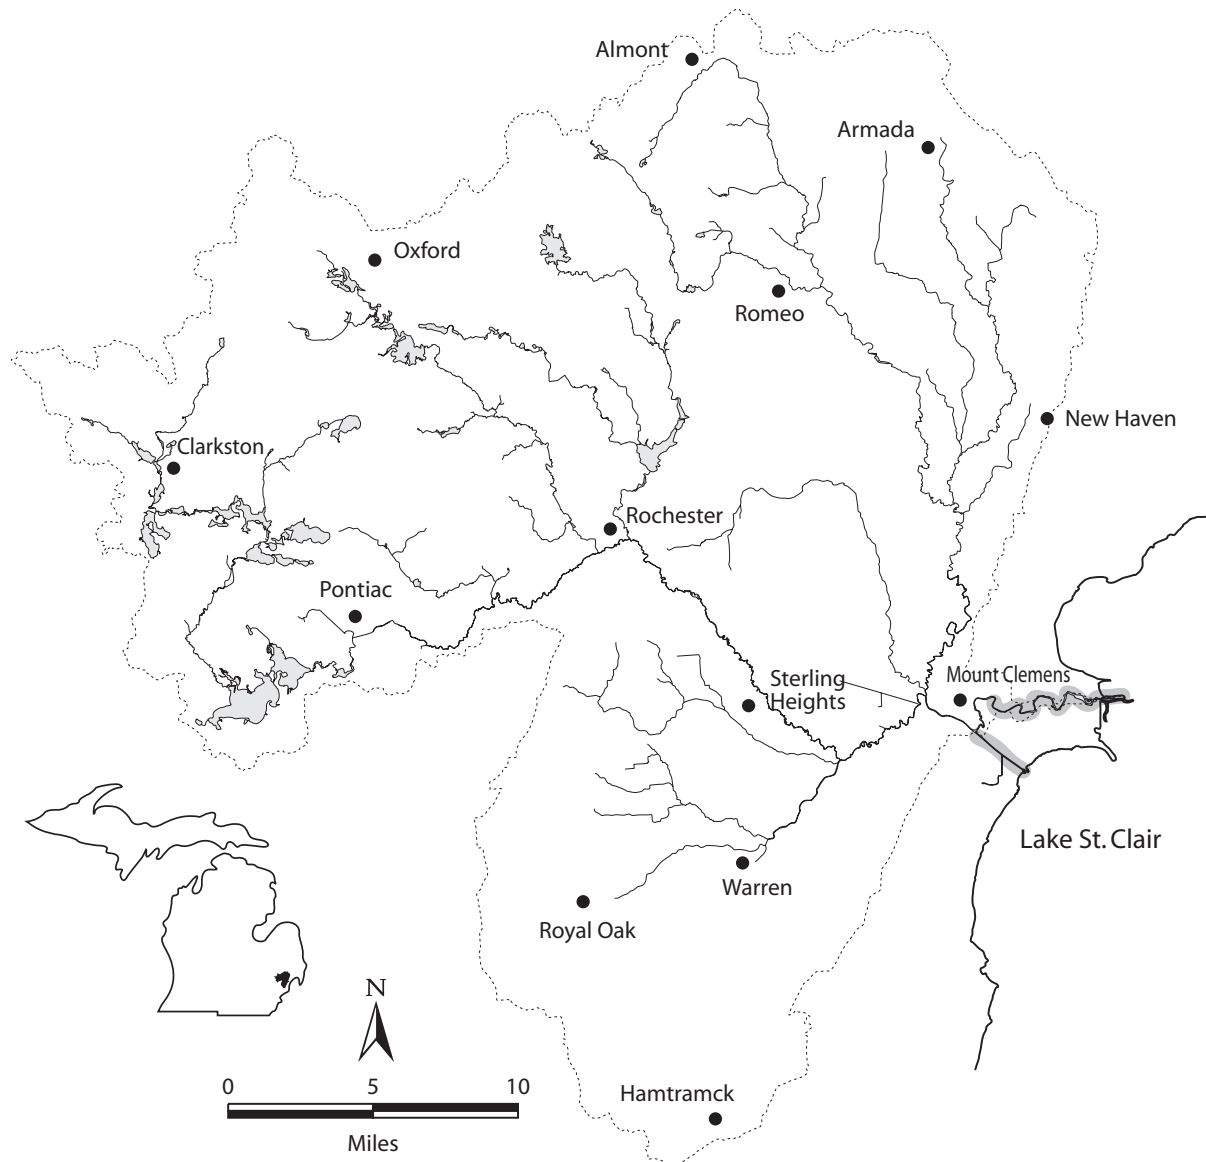 Almont
Armada
Oxford
Romeo
New Haven
Clarkston
Rochester
Pontiac
Mount Clemens
Sterling
Heights
Lake St. Clair
Warren
Royal Oak
N
0 5 10
Miles
Hamtramck